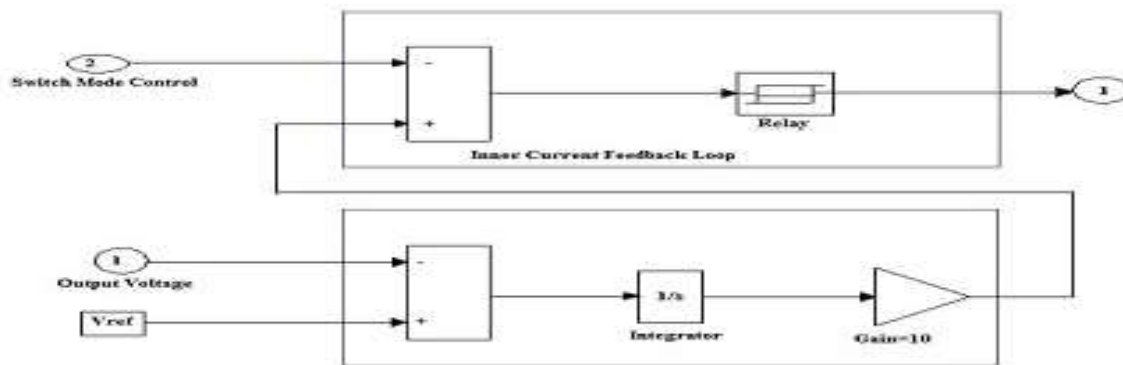 2
Switch Mode Control
-
+
Relay
1
Inner Current Feedback Loop
1
Output Voltage
Vref
-
+
1/s
Integrator
Gain=10